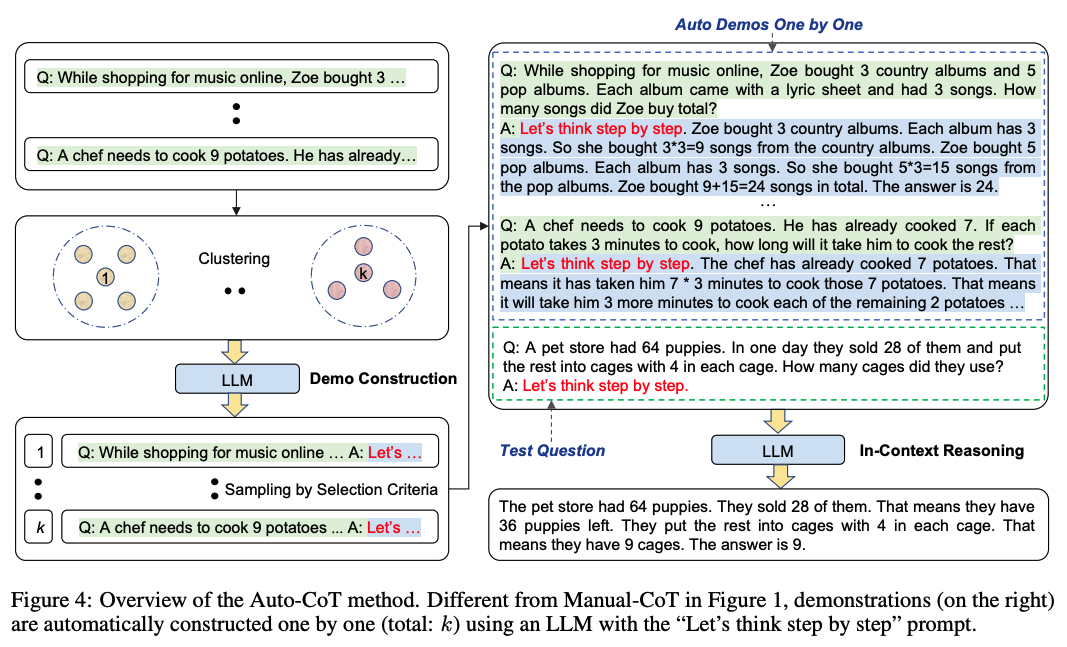 Auto Demos One by One
Q: While shopping for music online, Zoe bought 3 …
Q: A chef needs to cook 9 potatoes. He has already…
1
Clustering
k
LLM
Demo Construction
1
Q: While shopping for music online … A: Let's …
Sampling by Selection Criteria
k
Q: A chef needs to cook 9 potatoes ... A: Let's …
Q: While shopping for music online, Zoe bought 3 country albums and 5
pop albums. Each album came with a lyric sheet and had 3 songs. How
many songs did Zoe buy total?
A: Let's think step by step. Zoe bought 3 country albums. Each album has 3
songs. So she bought 3*3=9 songs from the country albums. Zoe bought 5
pop albums. Each album has 3 songs. So she bought 5*3=15 songs from
the pop albums. Zoe bought 9+15=24 songs in total. The answer is 24.
…
Q: A chef needs to cook 9 potatoes. He has already cooked 7. If each
potato takes 3 minutes to cook, how long will it take him to cook the rest?
A: Let's think step by step. The chef has already cooked 7 potatoes. That
means it has taken him 7 * 3 minutes to cook those 7 potatoes. That means
it will take him 3 more minutes to cook each of the remaining 2 potatoes …
Q: A pet store had 64 puppies. In one day they sold 28 of them and put
the rest into cages with 4 in each cage. How many cages did they use?
A: Let's think step by step.
Test Question
LLM
In-Context Reasoning
The pet store had 64 puppies. They sold 28 of them. That means they have
36 puppies left. They put the rest into cages with 4 in each cage. That
means they have 9 cages. The answer is 9.
Figure 4: Overview of the Auto-CoT method. Different from Manual-CoT in Figure 1, demonstrations (on the right)
are automatically constructed one by one (total: k) using an LLM with the “Let's think step by step” prompt.